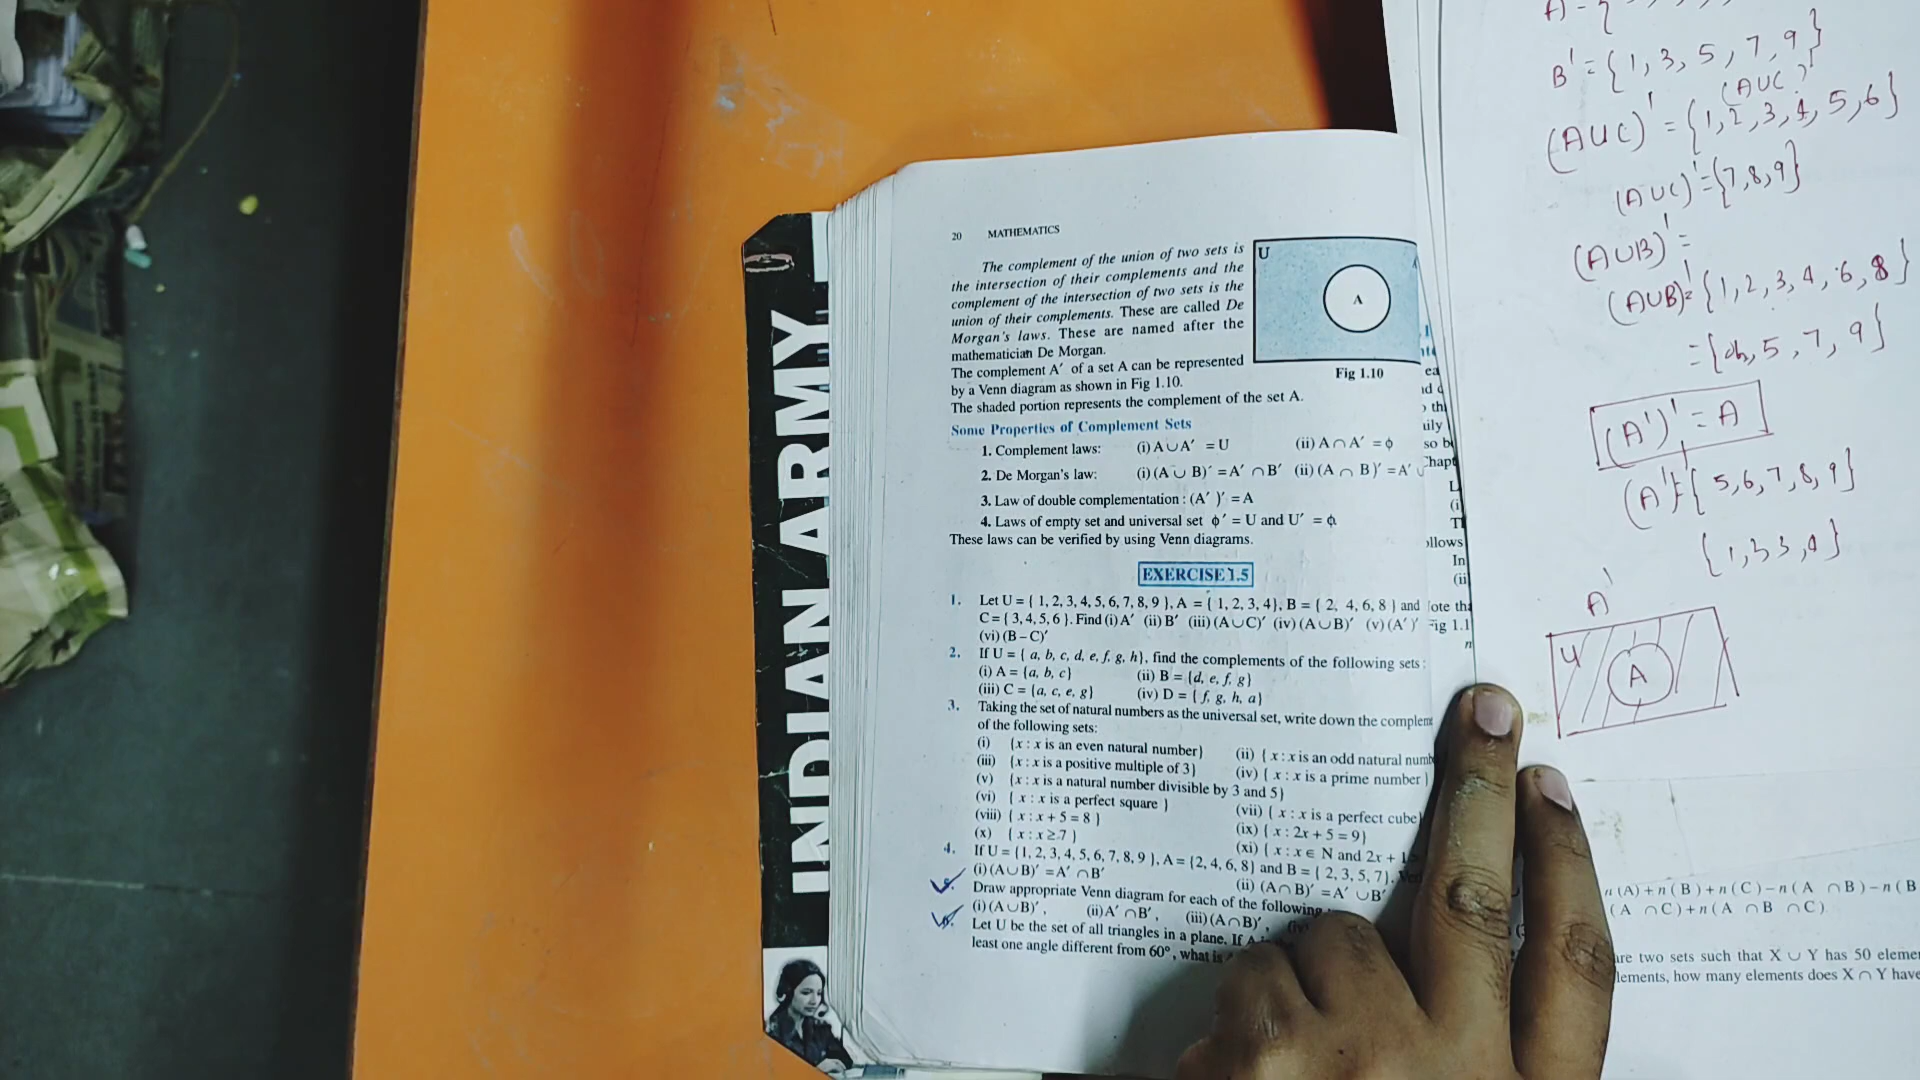 INDIAN ARMY
20 MATHEMATICS
The complement of the union of two sets is
the intersection of their complements and the
complement of the intersection of two sets is the
union of their complements. These are called De
Morgan's laws. These are named after the
mathematician De Morgan.
The complement A′ of a set A can be represented
by a Venn diagram as shown in Fig 1.10.
The shaded portion represents the complement of the set A.
U
A
Fig 1.10
Some Properties of Complement Sets
1. Complement laws: (i) A ∪ A′ = U (ii) A ∩ A′ = φ
2. De Morgan's law: (i) (A ∪ B)′ = A′ ∩ B′ (ii) (A ∩ B)′ = A′ ∪
3. Law of double complementation : (A′ )′ = A
4. Laws of empty set and universal set φ′ = U and U′ = φ.
These laws can be verified by using Venn diagrams.
EXERCISE 1.5
1. Let U = { 1, 2, 3, 4, 5, 6, 7, 8, 9 }, A = { 1, 2, 3, 4}, B = { 2, 4, 6, 8 } and
C = { 3, 4, 5, 6 }. Find (i) A′ (ii) B′ (iii) (A ∪ C)′ (iv) (A ∪ B)′ (v) (A′ )′
(vi) (B – C)′
2. If U = { a, b, c, d, e, f, g, h}, find the complements of the following sets :
(i) A = {a, b, c} (ii) B = {d, e, f, g}
(iii) C = {a, c, e, g} (iv) D = { f, g, h, a}
3. Taking the set of natural numbers as the universal set, write down the
of the following sets:
(i) {x : x is an even natural number} (ii) { x : x is an odd natural
(iii) {x : x is a positive multiple of 3} (iv) { x : x is a prime number }
(v) {x : x is a natural number divisible by 3 and 5}
(vi) { x : x is a perfect square } (vii) { x : x is a perfect cube}
(viii) { x : x + 5 = 8 } (ix) { x : 2x + 5 = 9}
(x) { x : x ≥ 7 } (xi) { x : x ∈ N and 2x + 1
4. If U = {1, 2, 3, 4, 5, 6, 7, 8, 9 }, A = {2, 4, 6, 8} and B = { 2, 3, 5, 7}.
(i) (A ∪ B)′ = A′ ∩ B′ (ii) (A ∩ B)′ = A′ ∪ B′
5. Draw appropriate Venn diagram for each of the following
(i) (A ∪ B)′, (ii) A′ ∩ B′, (iii) (A ∩ B)′,
6. Let U be the set of all triangles in a plane. If A
least one angle different from 60°, what is
B' = {1, 3, 5, 7, 9}
(AUC)
(AUC)' = {1, 2, 3, 4, 5, 6}
(AUC)' = {7, 8, 9}
(AUB)' =
(AUB)' = {1, 2, 3, 4, 6, 8}
5, 7, 9}
(A')' = A
(A')' = { 5, 6, 7, 8, 9}
A'
U
A
n (A) + n ( B ) + n ( C ) – n ( A ∩ B ) – n ( B
( A ∩ C ) + n ( A ∩ B ∩ C )
are two sets such that X ∪ Y has 50
how many elements does X ∩ Y have